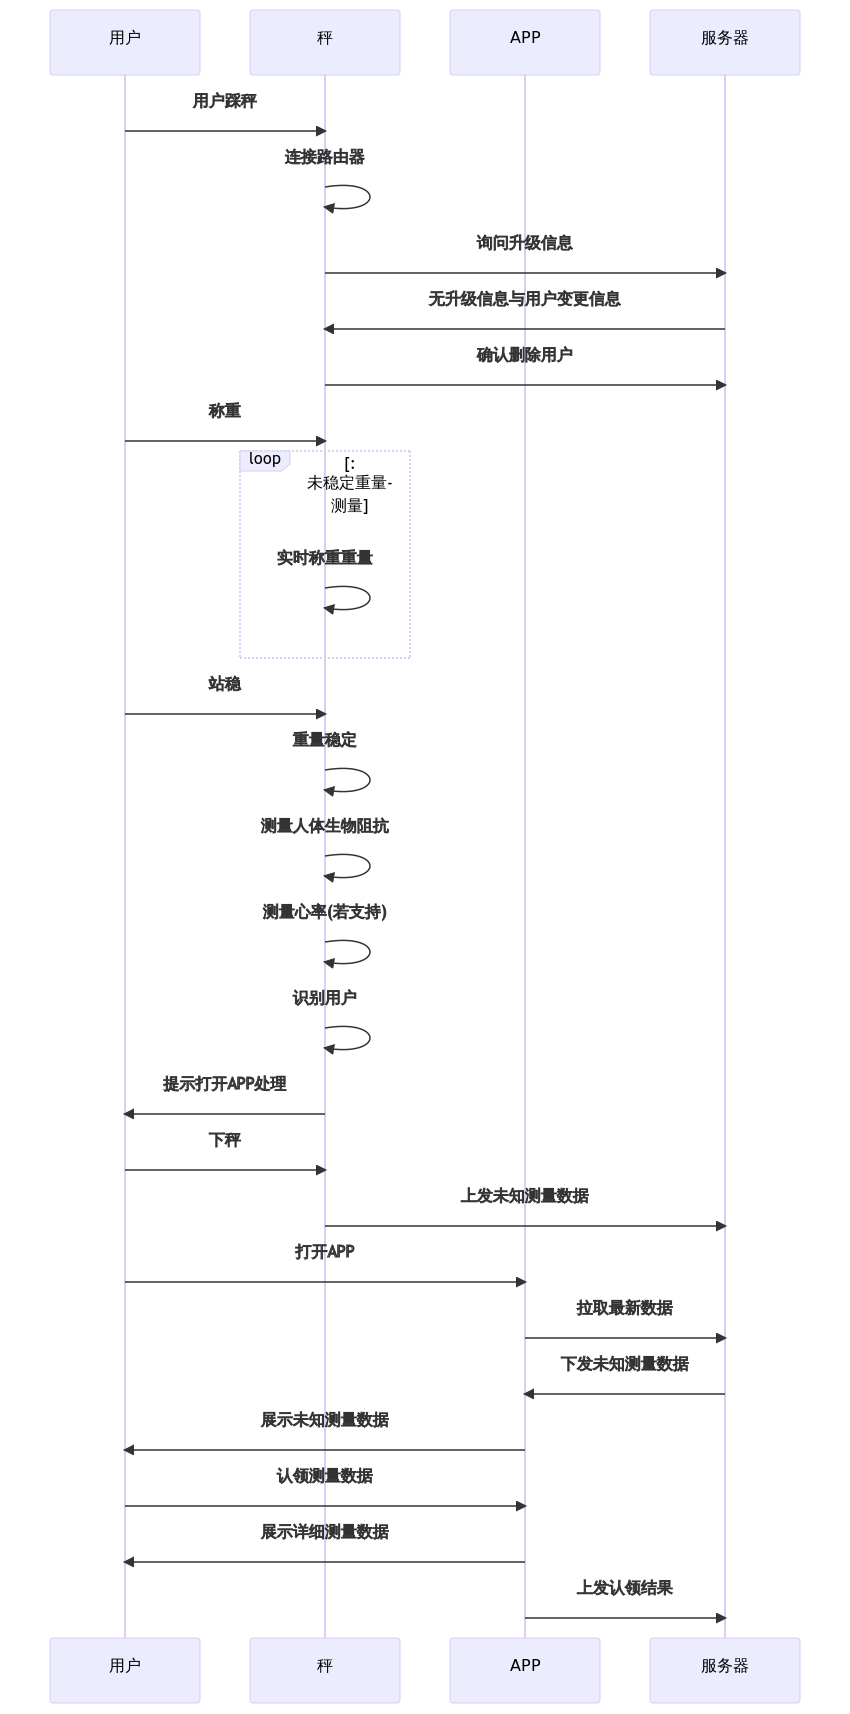 用户
秤
APP
服务器
用户踩秤
连接路由器
询问升级信息
无升级信息与用户变更信息
确认删除用户
称重
loop
[:
未稳定重量-
测量]
实时称重重量
站稳
重量稳定
测量人体生物阻抗
测量心率(若支持)
识别用户
提示打开APP处理
下秤
上发未知测量数据
打开APP
拉取最新数据
下发未知测量数据
展示未知测量数据
认领测量数据
展示详细测量数据
上发认领结果
用户
秤
APP
服务器